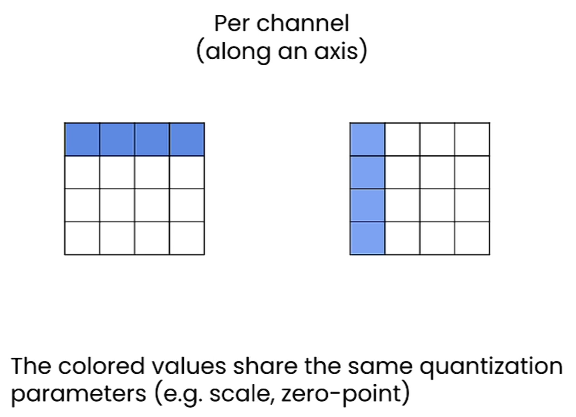 Per channel
(along an axis)
The colored values share the same quantization
parameters (e.g. scale, zero-point)